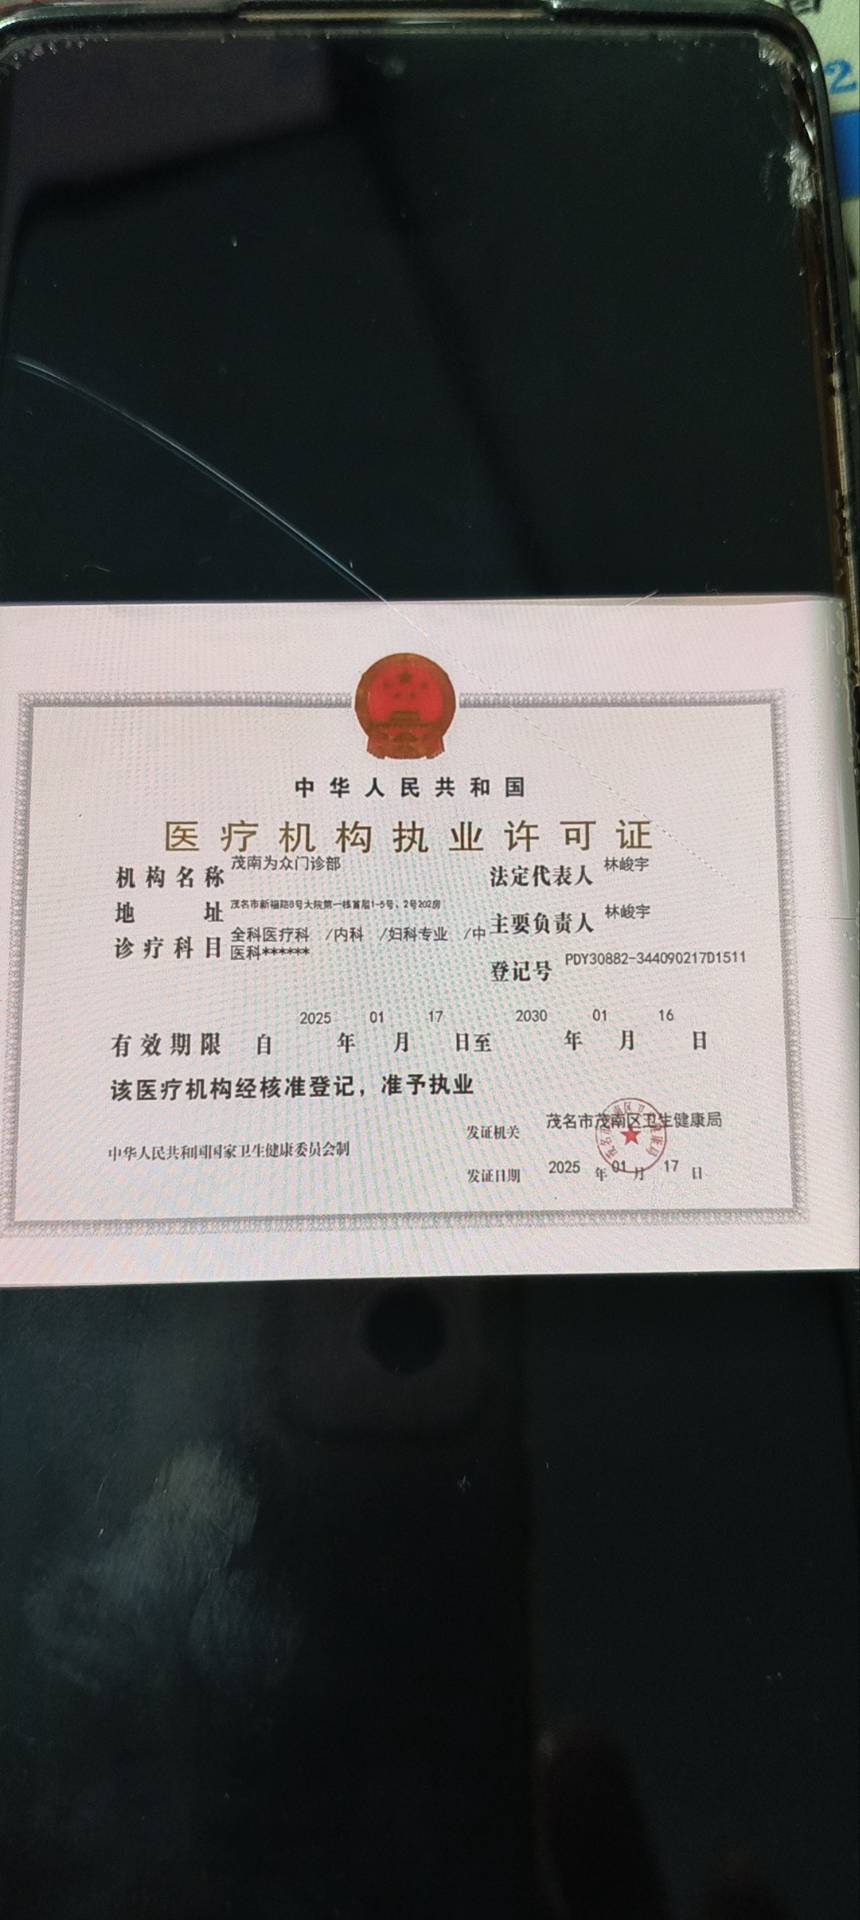 中华人民共和国
医疗机构执业许可证
机构名称 茂南为众门诊部
法定代表人 林峻宇
地址 茂名市新福路8号大院第一栋首层1-5号、2号202房
主要负责人 林峻宇
诊疗科目 全科医疗科 /内科 /妇科专业 /中
医科******
登记号 PDY30882-344090217D1511
有效期限 自 2025 年 01 月 17 日至 2030 年 01 月 16 日
该医疗机构经核准登记，准予执业
发证机关 茂名市茂南区卫生健康局
中华人民共和国国家卫生健康委员会制
发证日期 2025 年 01 月 17 日
2